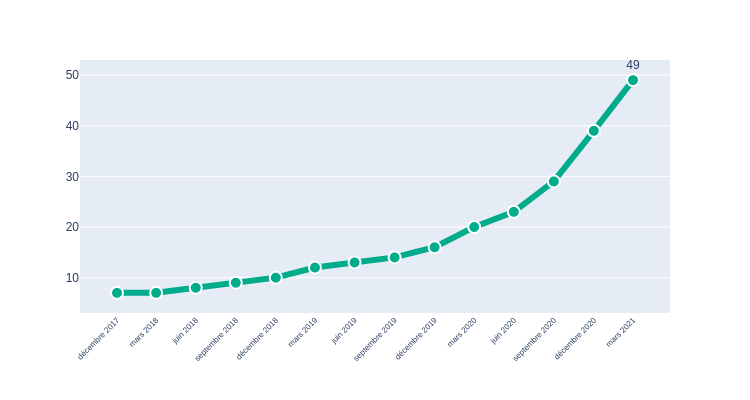 49
50
40
30
20
10
décembre 2017
mars 2018
juin 2018
septembre 2018
décembre 2018
mars 2019
juin 2019
septembre 2019
décembre 2019
mars 2020
juin 2020
septembre 2020
décembre 2020
mars 2021